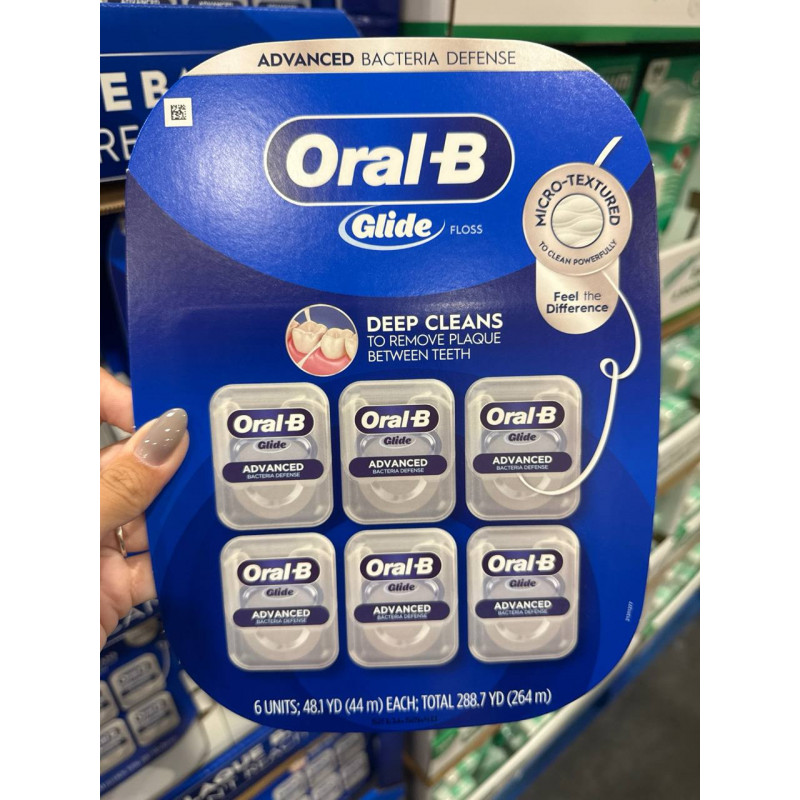 ADVANCED BACTERIA DEFENSE
Oral-B
Glide FLOSS
MICRO-TEXTURED
TO CLEAN POWERFULLY
Feel the
Difference
DEEP CLEANS
TO REMOVE PLAQUE
BETWEEN TEETH
Oral-B
Glide
ADVANCED
BACTERIA DEFENSE
Oral-B
Glide
ADVANCED
BACTERIA DEFENSE
Oral-B
Glide
ADVANCED
BACTERIA DEFENSE
Oral-B
Glide
ADVANCED
BACTERIA DEFENSE
Oral-B
Glide
ADVANCED
BACTERIA DEFENSE
Oral-B
Glide
ADVANCED
BACTERIA DEFENSE
6 UNITS; 48.1 YD (44 m) EACH; TOTAL 288.7 YD (264 m)